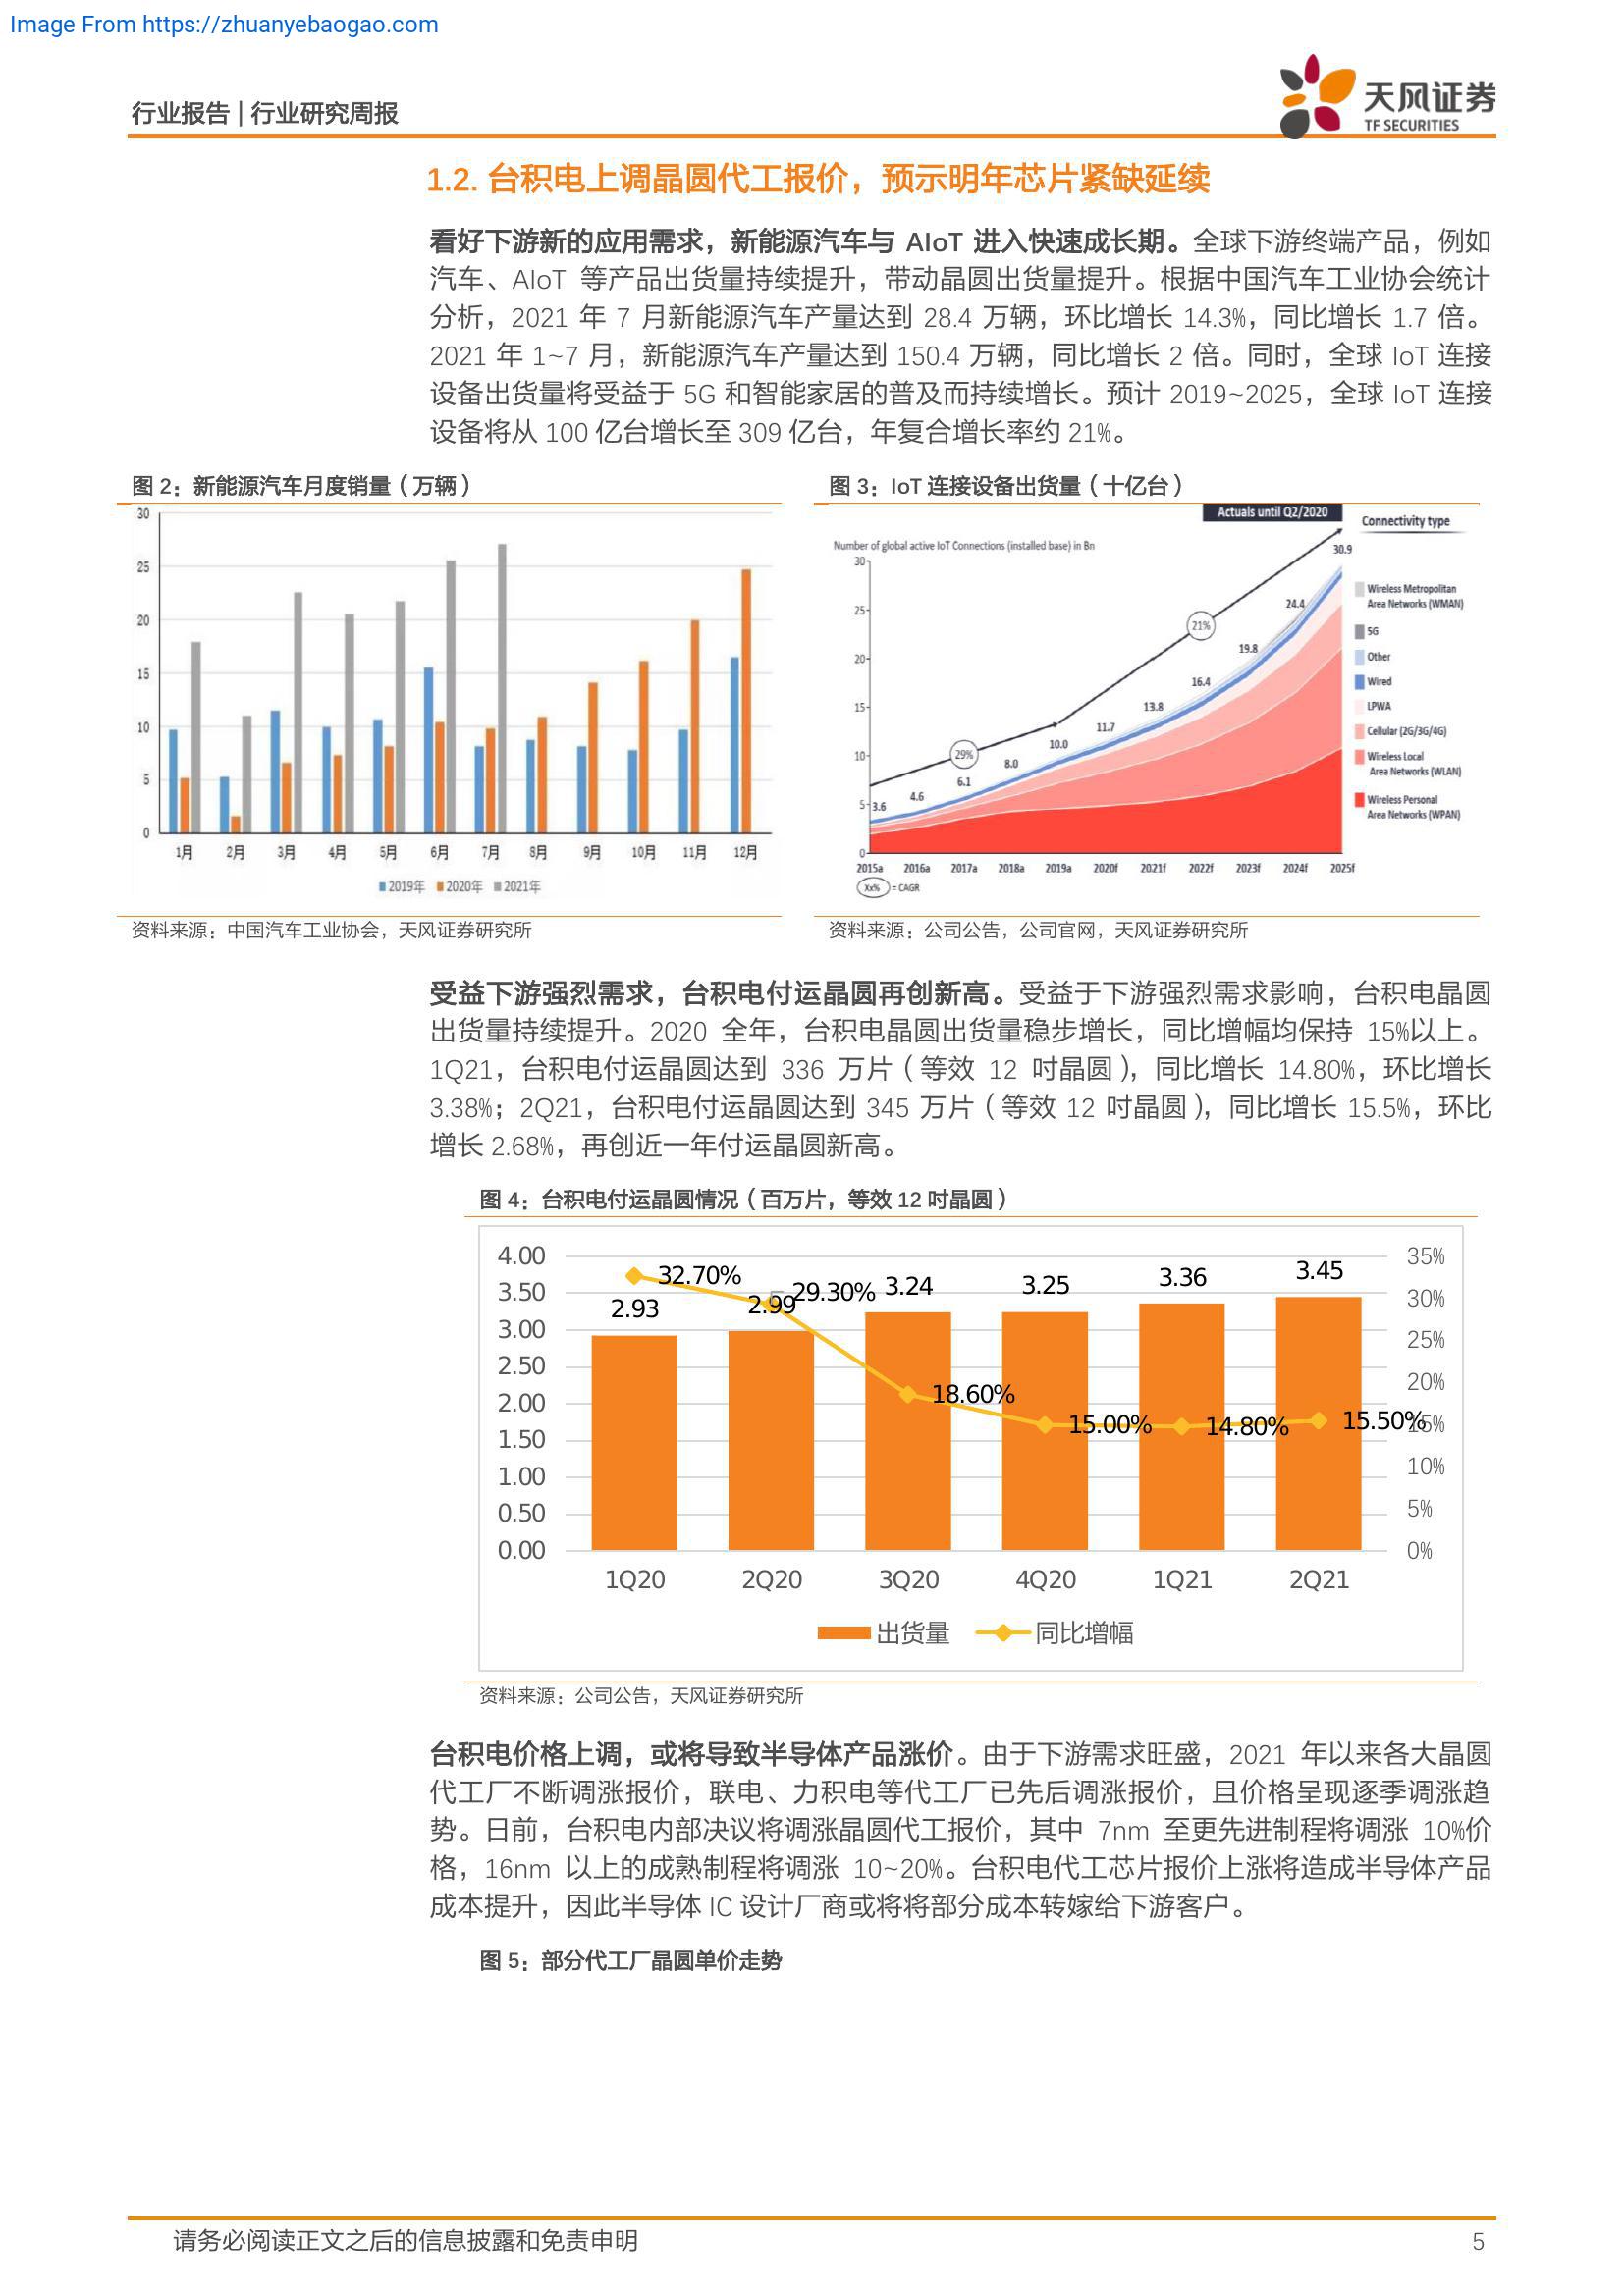 Image From https://zhuanyebaogao.com
行业报告 | 行业研究周报
天风证券
TF SECURITIES
1.2. 台积电上调晶圆代工报价，预示明年芯片紧缺延续
看好下游新的应用需求，新能源汽车与 AIoT 进入快速成长期。全球下游终端产品，例如
汽车、AIoT 等产品出货量持续提升，带动晶圆出货量提升。根据中国汽车工业协会统计
分析，2021 年 7 月新能源汽车产量达到 28.4 万辆，环比增长 14.3%，同比增长 1.7 倍。
2021 年 1~7 月，新能源汽车产量达到 150.4 万辆，同比增长 2 倍。同时，全球 IoT 连接
设备出货量将受益于 5G 和智能家居的普及而持续增长。预计 2019~2025，全球 IoT 连接
设备将从 100 亿台增长至 309 亿台，年复合增长率约 21%。
图 2：新能源汽车月度销量（万辆）
30
25
20
15
10
5
0
1月 2月 3月 4月 5月 6月 7月 8月 9月 10月 11月 12月
2019年 2020年 2021年
资料来源：中国汽车工业协会，天风证券研究所
图 3：IoT 连接设备出货量（十亿台）
Actuals until Q2/2020
Connectivity type
Number of global active IoT Connections (installed base) in Bn
30
25
20
15
10
5
0
3.6 4.6 6.1 8.0 10.0 11.7 13.8 16.4 19.8 24.4 30.9
29%
21%
Wireless Metropolitan
Area Networks (WMAN)
5G
Other
Wired
LPWA
Cellular (2G/3G/4G)
Wireless Local
Area Networks (WLAN)
Wireless Personal
Area Networks (WPAN)
2015a 2016a 2017a 2018a 2019a 2020f 2021f 2022f 2023f 2024f 2025f
Xx% = CAGR
资料来源：公司公告，公司官网，天风证券研究所
受益下游强烈需求，台积电付运晶圆再创新高。受益于下游强烈需求影响，台积电晶圆
出货量持续提升。2020 全年，台积电晶圆出货量稳步增长，同比增幅均保持 15%以上。
1Q21，台积电付运晶圆达到 336 万片（等效 12 吋晶圆），同比增长 14.80%，环比增长
3.38%；2Q21，台积电付运晶圆达到 345 万片（等效 12 吋晶圆），同比增长 15.5%，环比
增长 2.68%，再创近一年付运晶圆新高。
图 4：台积电付运晶圆情况（百万片，等效 12 吋晶圆）
4.00
3.50
3.00
2.50
2.00
1.50
1.00
0.50
0.00
2.93 2.99 3.24 3.25 3.36 3.45
32.70% 29.30% 18.60% 15.00% 14.80% 15.50%
35%
30%
25%
20%
15%
10%
5%
0%
1Q20 2Q20 3Q20 4Q20 1Q21 2Q21
出货量 同比增幅
资料来源：公司公告，天风证券研究所
台积电价格上调，或将导致半导体产品涨价。由于下游需求旺盛，2021 年以来各大晶圆
代工厂不断调涨报价，联电、力积电等代工厂已先后调涨报价，且价格呈现逐季调涨趋
势。日前，台积电内部决议将调涨晶圆代工报价，其中 7nm 至更先进制程将调涨 10%价
格，16nm 以上的成熟制程将调涨 10~20%。台积电代工芯片报价上涨将造成半导体产品
成本提升，因此半导体 IC 设计厂商或将将部分成本转嫁给下游客户。
图 5：部分代工厂晶圆单价走势
请务必阅读正文之后的信息披露和免责申明
5